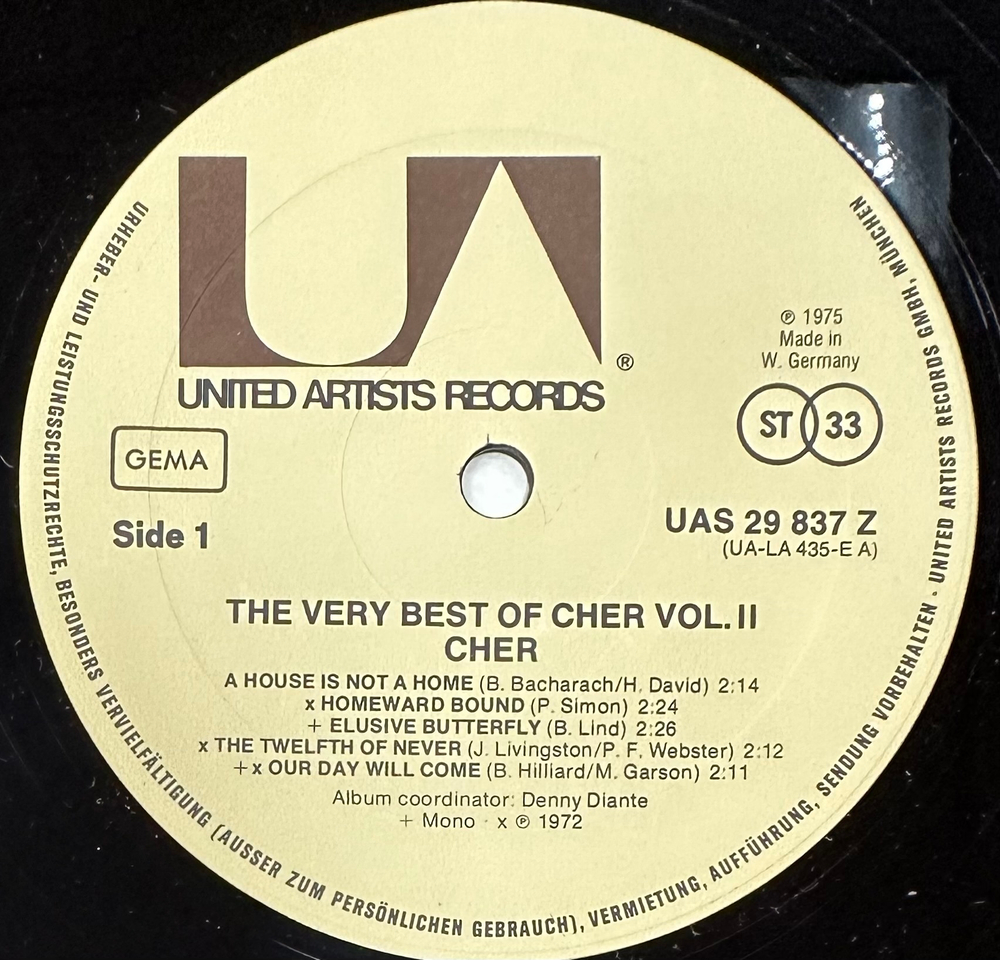 UA
®
UNITED ARTISTS RECORDS
℗ 1975
Made in
W. Germany
GEMA
ST 33
Side 1
UAS 29 837 Z
(UA-LA 435-E A)
THE VERY BEST OF CHER VOL. II
CHER
A HOUSE IS NOT A HOME (B. Bacharach/H. David) 2:14
x HOMEWARD BOUND (P. Simon) 2:24
+ ELUSIVE BUTTERFLY (B. Lind) 2:26
x THE TWELFTH OF NEVER (J. Livingston/P. F. Webster) 2:12
+x OUR DAY WILL COME (B. Hilliard/M. Garson) 2:11
Album coordinator: Denny Diante
+ Mono · x ℗ 1972
URHEBER- UND LEISTUNGSSCHUTZRECHTE, BESONDERS VERVIELFÄLTIGUNG (AUSSER ZUM PERSÖNLICHEN GEBRAUCH), VERMIETUNG, AUFFÜHRUNG, SENDUNG VORBEHALTEN · UNITED ARTISTS RECORDS GMBH, MÜNCHEN